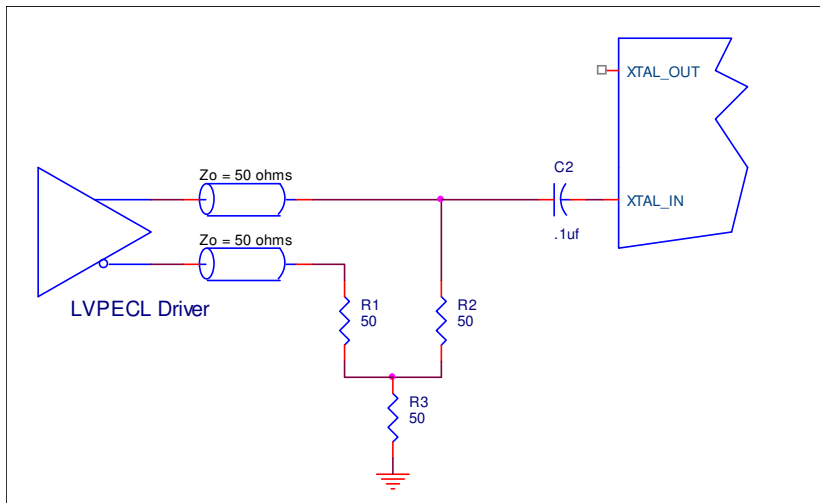 XTAL_OUT
C2
Zo = 50 ohms
XTAL_IN
.1uf
Zo = 50 ohms
LVPECL Driver
R1
50
R2
50
R3
50